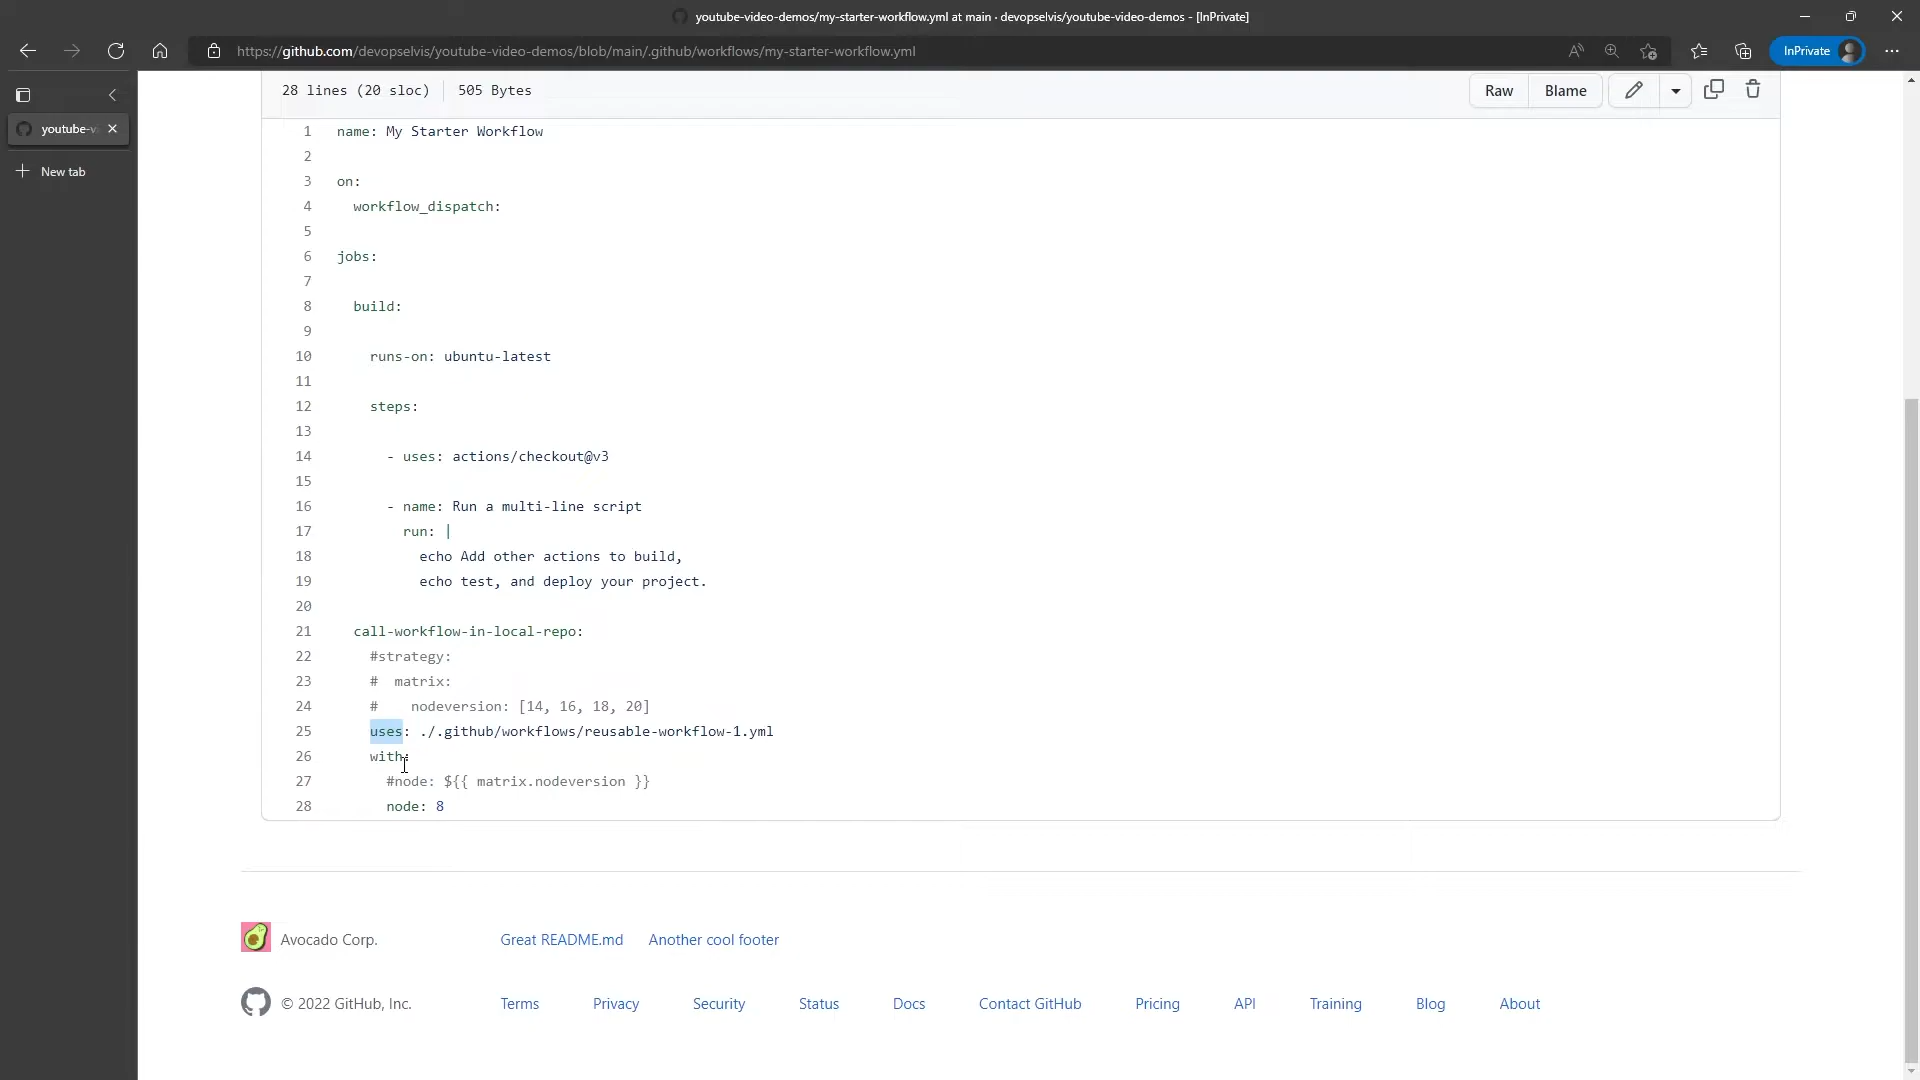 youtube-video-demos/my-starter-workflow.yml at main · devopselvis/youtube-video-demos - [InPrivate]
https://github.com/devopselvis/youtube-video-demos/blob/main/.github/workflows/my-starter-workflow.yml
InPrivate
youtube-v
New tab
28 lines (20 sloc) 505 Bytes
Raw Blame
1 name: My Starter Workflow
2
3 on:
4 workflow_dispatch:
5
6 jobs:
7
8 build:
9
10 runs-on: ubuntu-latest
11
12 steps:
13
14 - uses: actions/checkout@v3
15
16 - name: Run a multi-line script
17 run: |
18 echo Add other actions to build,
19 echo test, and deploy your project.
20
21 call-workflow-in-local-repo:
22 #strategy:
23 # matrix:
24 # nodeversion: [14, 16, 18, 20]
25 uses: ./.github/workflows/reusable-workflow-1.yml
26 with:
27 #node: ${{ matrix.nodeversion }}
28 node: 8
Avocado Corp. Great README.md Another cool footer
© 2022 GitHub, Inc. Terms Privacy Security Status Docs Contact GitHub Pricing API Training Blog About